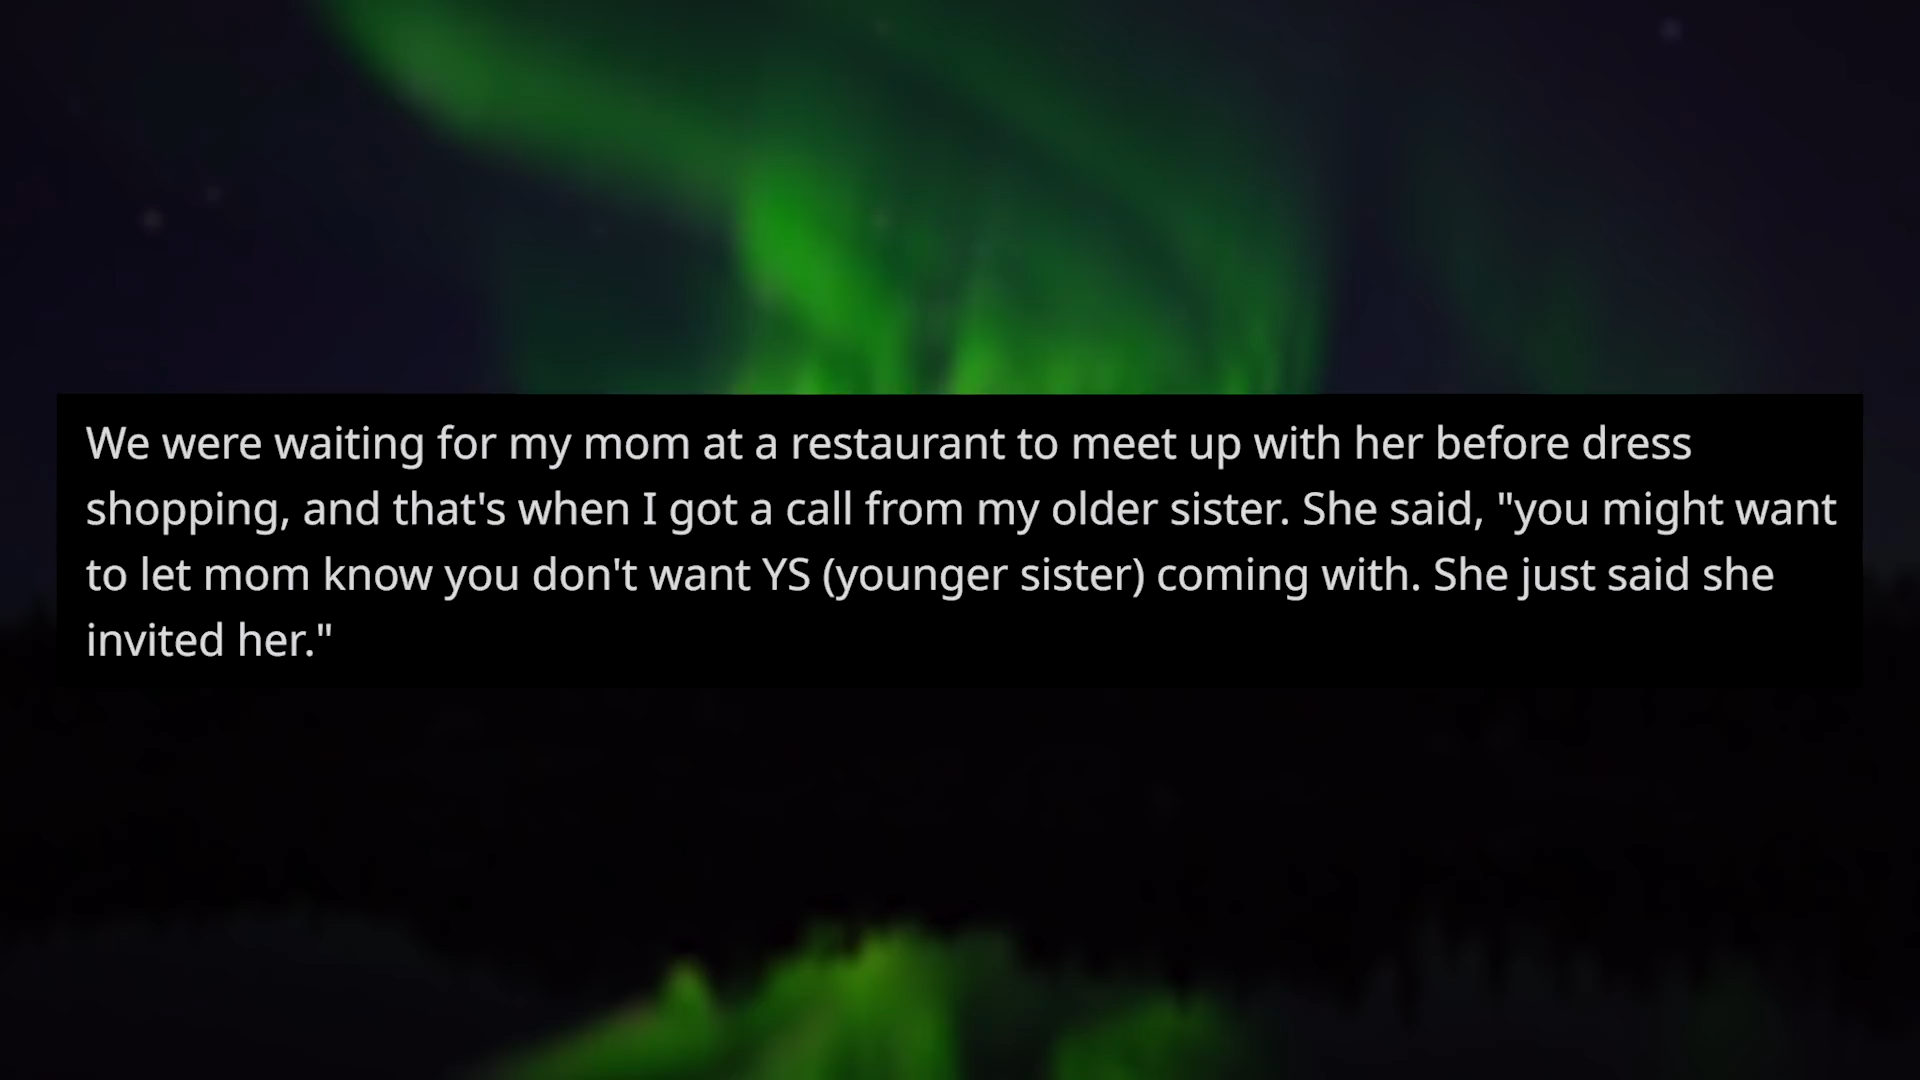 We were waiting for my mom at a restaurant to meet up with her before dress
shopping, and that's when I got a call from my older sister. She said, "you might want
to let mom know you don't want YS (younger sister) coming with. She just said she
invited her."